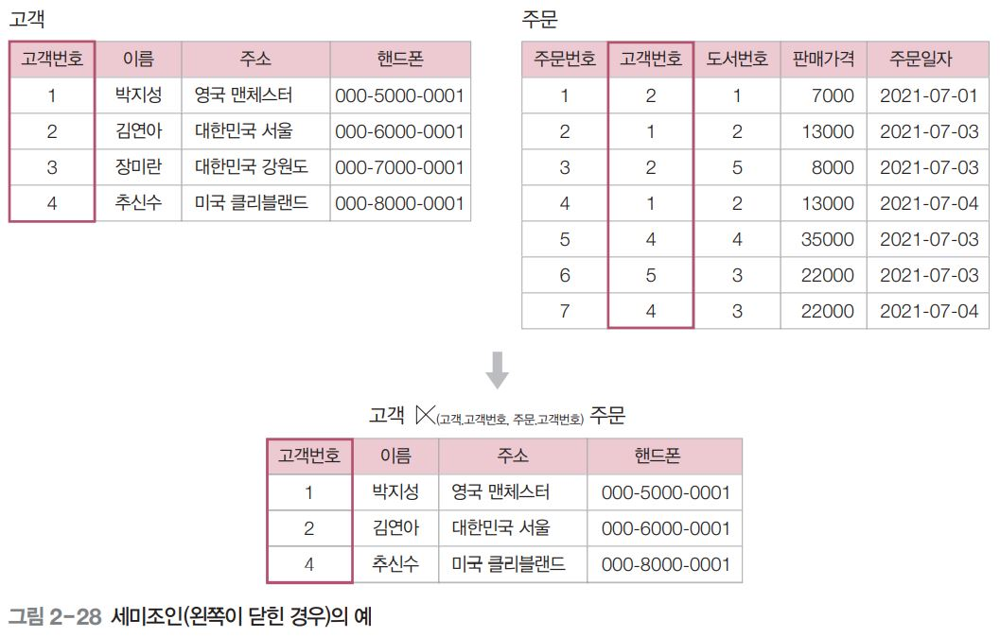 고객
고객번호 이름 주소 핸드폰
1 박지성 영국 맨체스터 000-5000-0001
2 김연아 대한민국 서울 000-6000-0001
3 장미란 대한민국 강원도 000-7000-0001
4 추신수 미국 클리블랜드 000-8000-0001
주문
주문번호 고객번호 도서번호 판매가격 주문일자
1 2 1 7000 2021-07-01
2 1 2 13000 2021-07-03
3 2 5 8000 2021-07-03
4 1 2 13000 2021-07-04
5 4 4 35000 2021-07-03
6 5 3 22000 2021-07-03
7 4 3 22000 2021-07-04
고객 ⋉(고객.고객번호, 주문.고객번호) 주문
고객번호 이름 주소 핸드폰
1 박지성 영국 맨체스터 000-5000-0001
2 김연아 대한민국 서울 000-6000-0001
4 추신수 미국 클리블랜드 000-8000-0001
그림 2-28 세미조인(왼쪽이 닫힌 경우)의 예